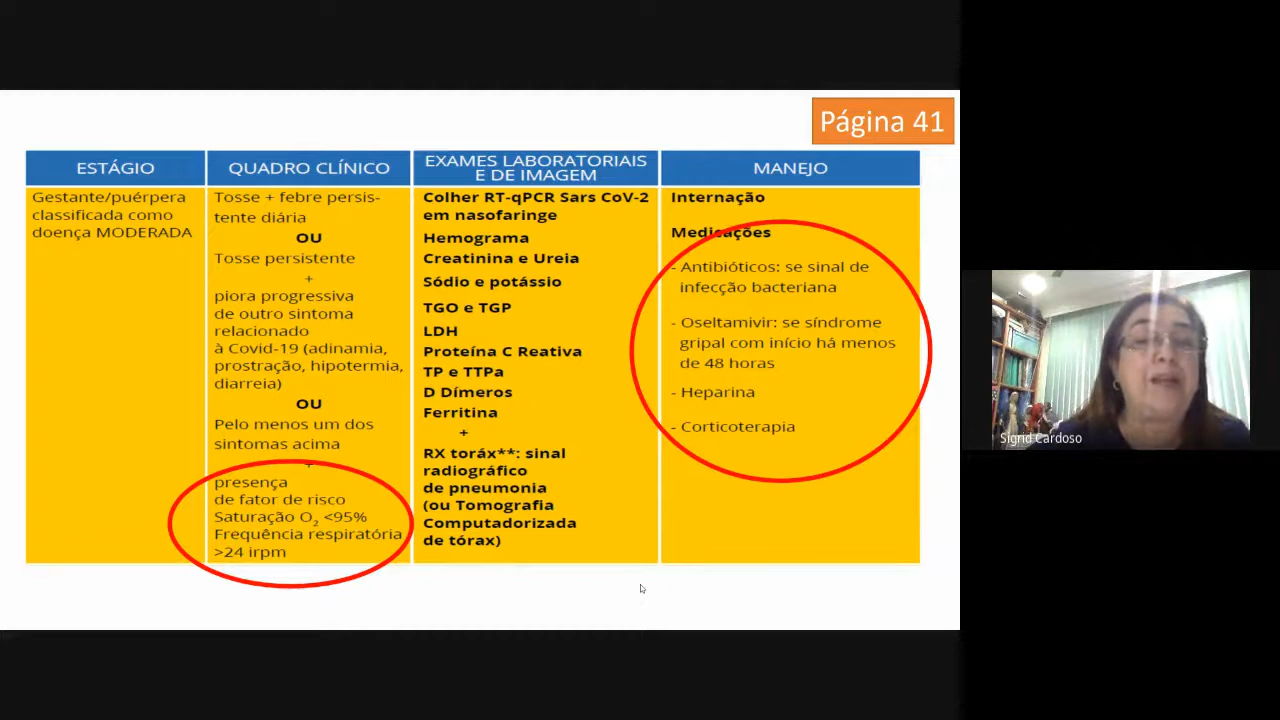 Página 41
ESTÁGIO
QUADRO CLÍNICO
EXAMES LABORATORIAIS
E DE IMAGEM
MANEJO
Gestante/puérpera
classificada como
doença MODERADA
Tosse + febre persis-
tente diária
OU
Tosse persistente
+
piora progressiva
de outro sintoma
relacionado
à Covid-19 (adinamia,
prostração, hipotermia,
diarreia)
OU
Pelo menos um dos
sintomas acima
+
presença
de fator de risco
Saturação O₂ <95%
Frequência respiratória
>24 irpm
Colher RT-qPCR Sars CoV-2
em nasofaringe
Hemograma
Creatinina e Ureia
Sódio e potássio
TGO e TGP
LDH
Proteína C Reativa
TP e TTPa
D Dímeros
Ferritina
+
RX toráx**: sinal
radiográfico
de pneumonia
(ou Tomografia
Computadorizada
de tórax)
Internação
Medicações
- Antibióticos: se sinal de
infecção bacteriana
- Oseltamivir: se síndrome
gripal com início há menos
de 48 horas
- Heparina
- Corticoterapia
Sigrid Cardoso